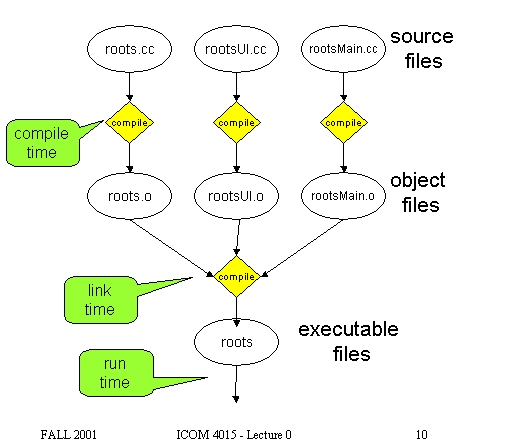 roots.cc
rootsUI.cc
rootsMain.cc
source
files
compile
compile
compile
compile
time
roots.o
rootsUI.o
rootsMain.o
object
files
compile
link
time
roots
executable
files
run
time
FALL 2001
ICOM 4015 - Lecture 0
10